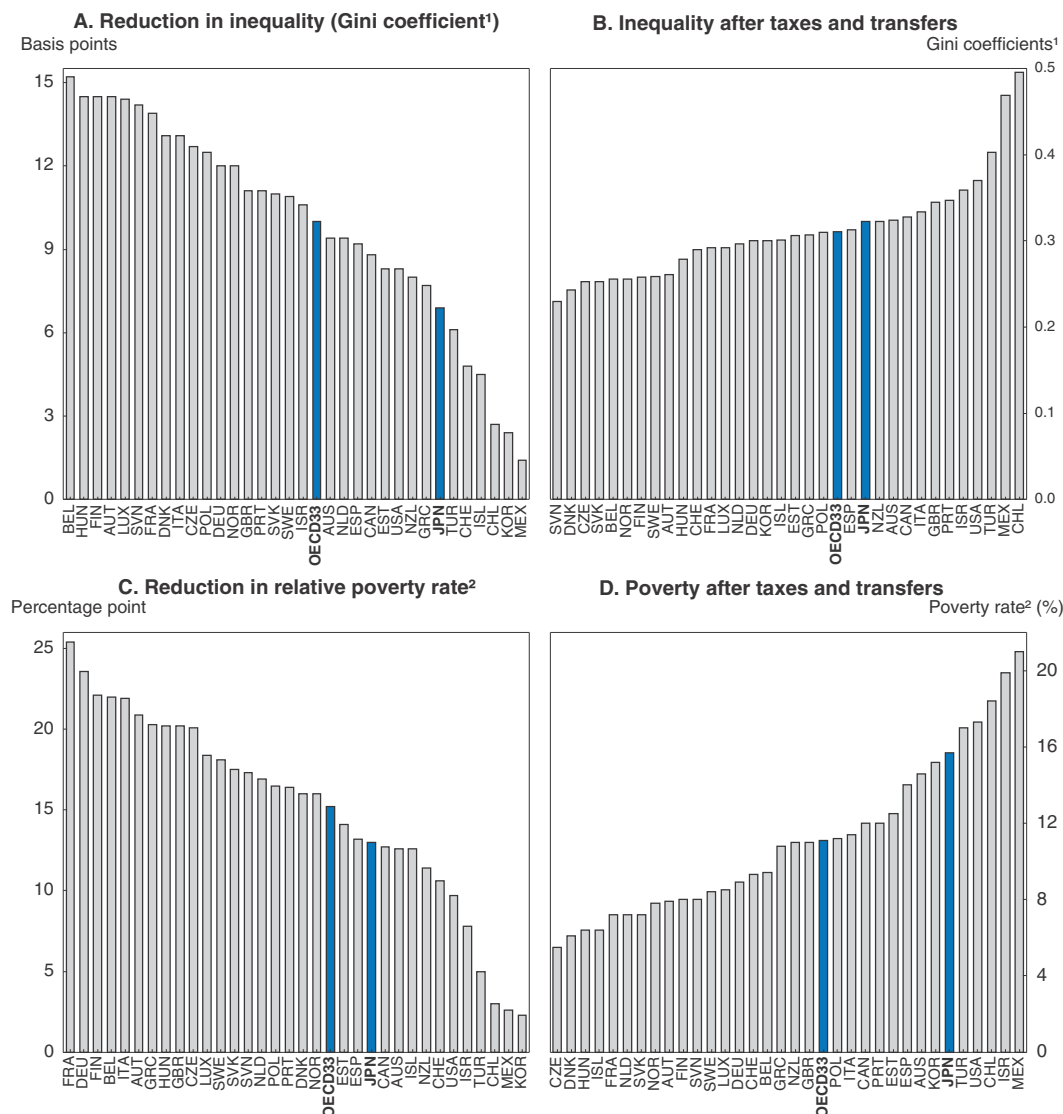 A. Reduction in inequality (Gini coefficient¹)
Basis points
15
12
9
6
3
0
BEL HUN FIN AUT LUX SVN FRA DNK ITA CZE POL DEU NOR GBR PRT SVK SWE ISR OECD33 AUS NLD ESP CAN EST USA NZL GRC JPN TUR CHE ISL CHL KOR MEX
B. Inequality after taxes and transfers
Gini coefficients¹
0.5
0.4
0.3
0.2
0.1
0.0
SVN DNK CZE SVK BEL NOR FIN SWE AUT HUN CHE FRA LUX NLD DEU KOR ISL EST GRC POL OECD33 ESP JPN NZL AUS CAN ITA GBR PRT ISR USA TUR MEX CHL
C. Reduction in relative poverty rate²
Percentage point
25
20
15
10
5
0
FRA DEU FIN BEL ITA AUT GRC HUN GBR CZE LUX SWE SVK SVN NLD POL PRT DNK NOR OECD33 EST ESP JPN CAN AUS ISL NZL CHE USA ISR TUR CHL MEX KOR
D. Poverty after taxes and transfers
Poverty rate² (%)
20
16
12
8
4
0
CZE DNK HUN ISL FRA NLD SVK NOR AUT FIN SVN SWE LUX DEU CHE BEL GRC NZL GBR OECD33 POL ITA CAN PRT EST ESP AUS KOR JPN TUR USA CHL ISR MEX